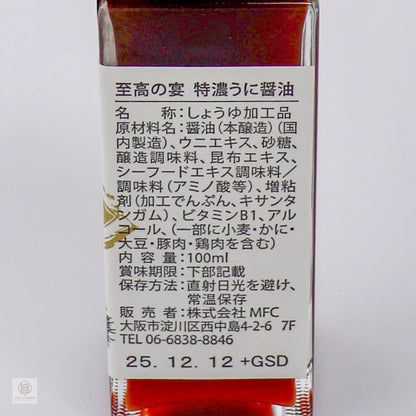 至高の宴 特濃うに醤油
名　　称:しょうゆ加工品
原材料名:醤油(本醸造)(国
内製造)、ウニエキス、砂糖、
醸造調味料、昆布エキス、
シーフードエキス調味料／
調味料(アミノ酸等)、増粘
剤(加工でんぷん、キサンタ
ンガム)、ビタミンB1、アル
コール、(一部に小麦・かに・
大豆・豚肉・鶏肉を含む)
内 容 量:100ml
賞味期限:下部記載
保存方法:直射日光を避け、
常温保存
販 売 者:株式会社 MFC
大阪市淀川区西中島4-2-6 7F
TEL 06-6838-8846
25. 12. 12 +GSD